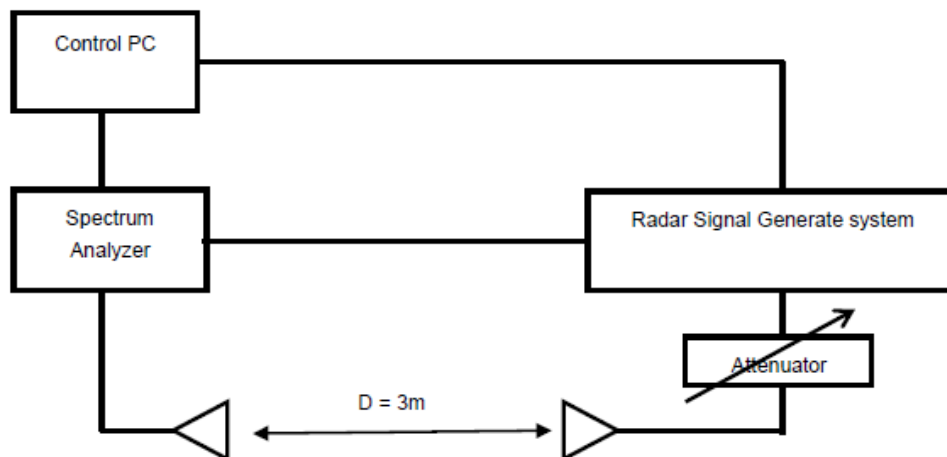 Control PC
Spectrum
Analyzer
Radar Signal Generate system
Attenuator
D = 3m